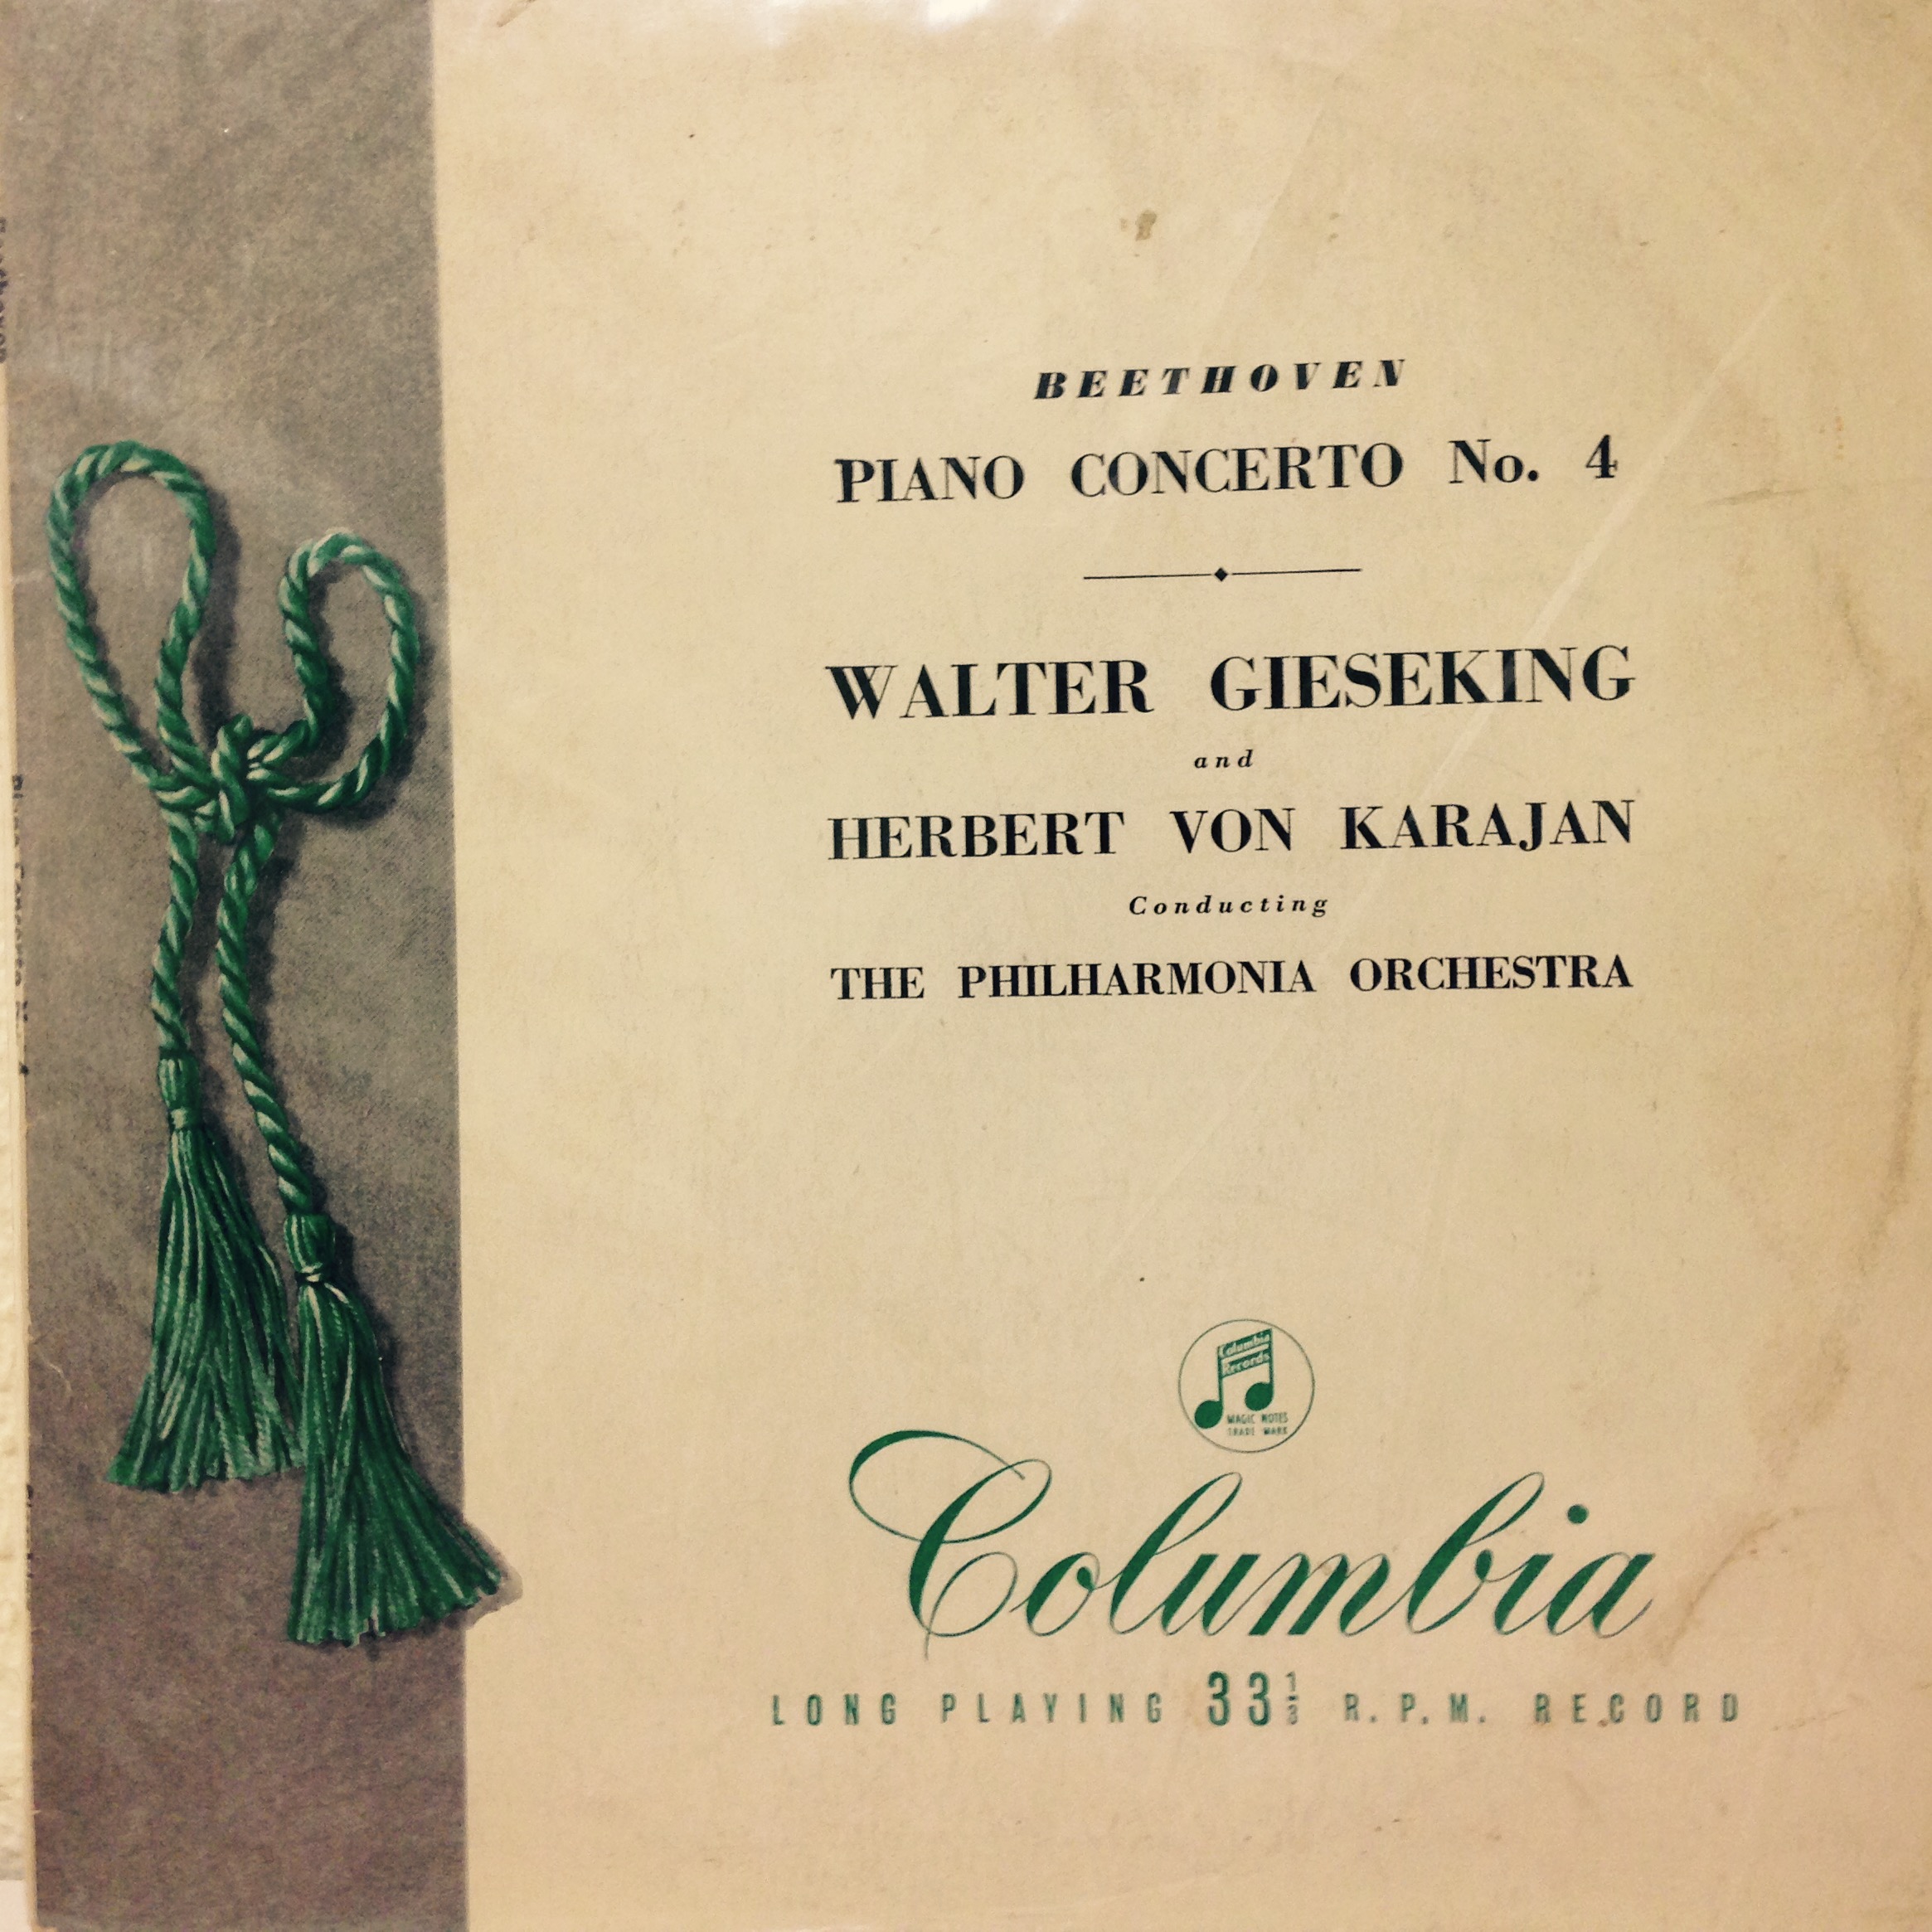 BEETHOVEN
PIANO CONCERTO No. 4
WALTER GIESEKING
and
HERBERT VON KARAJAN
Conducting
THE PHILHARMONIA ORCHESTRA
Columbia
Records
MAGIC NOTES
TRADE MARK
Columbia
LONG PLAYING 33⅓ R.P.M. RECORD